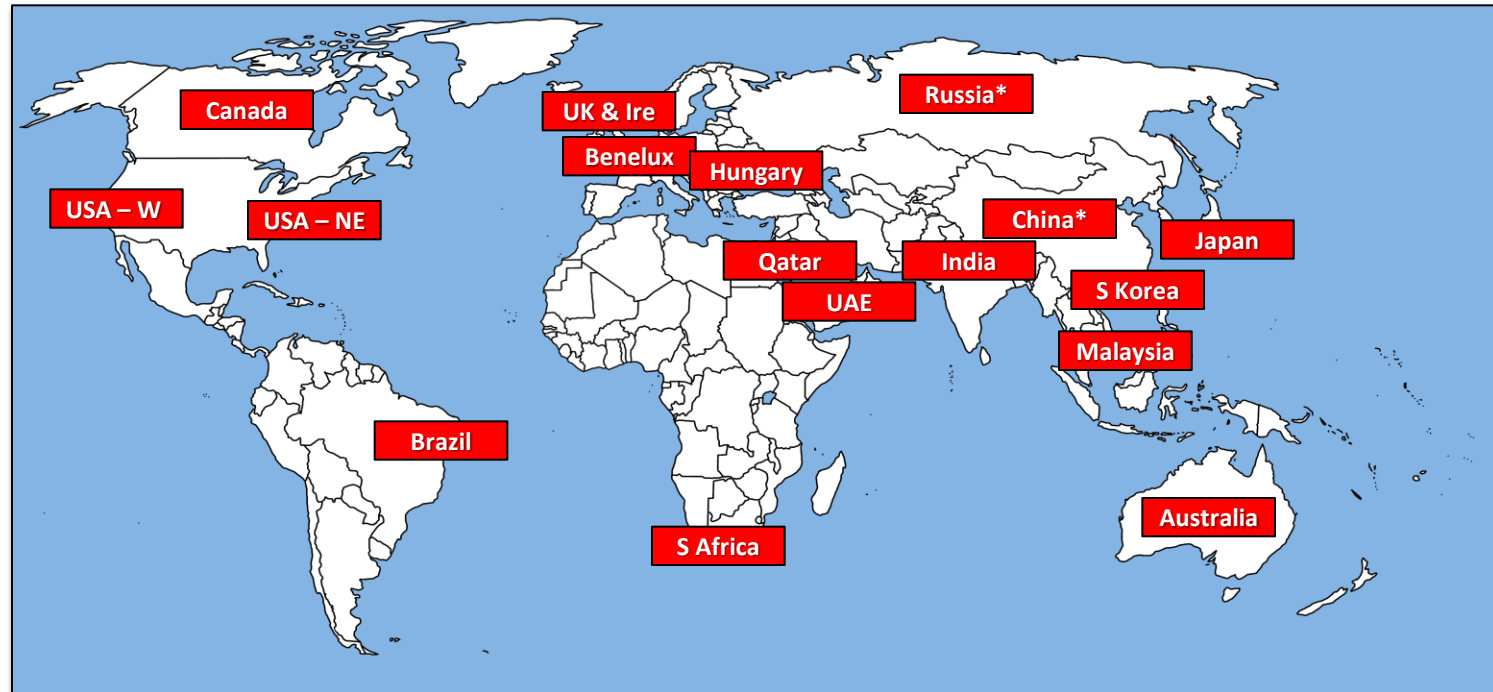 Canada
UK & Ire
Russia*
Benelux
Hungary
USA – W
USA – NE
China*
Japan
Qatar
India
UAE
S Korea
Malaysia
Brazil
Australia
S Africa